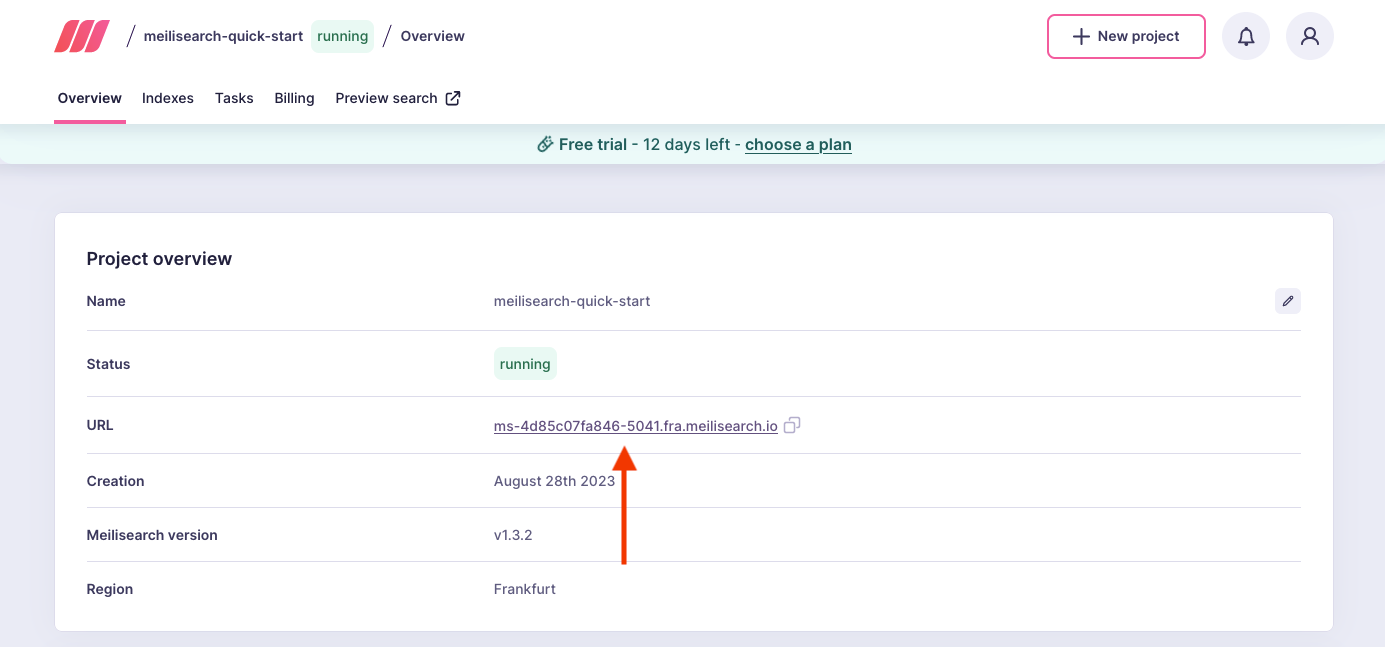 / meilisearch-quick-start running / Overview
New project
Overview Indexes Tasks Billing Preview search
Free trial - 12 days left - choose a plan
Project overview
Name meilisearch-quick-start
Status running
URL ms-4d85c07fa846-5041.fra.meilisearch.io
Creation August 28th 2023
Meilisearch version v1.3.2
Region Frankfurt